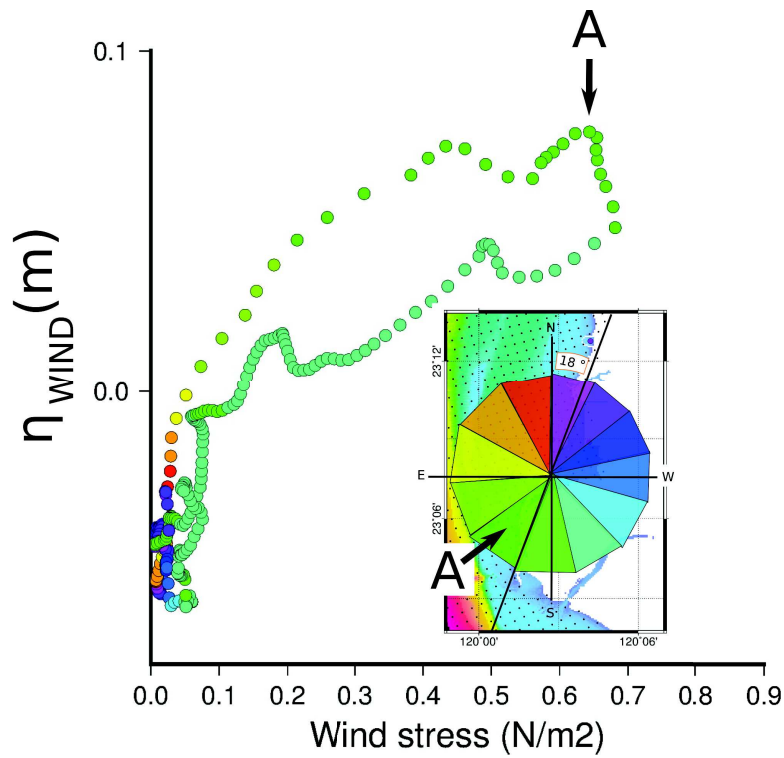 A
0.1
0.0
η WIND (m)
N
18 °
23°12'
E
W
23°06'
A
S
120°00'
120°06'
0.0 0.1 0.2 0.3 0.4 0.5 0.6 0.7 0.8 0.9
Wind stress (N/m2)